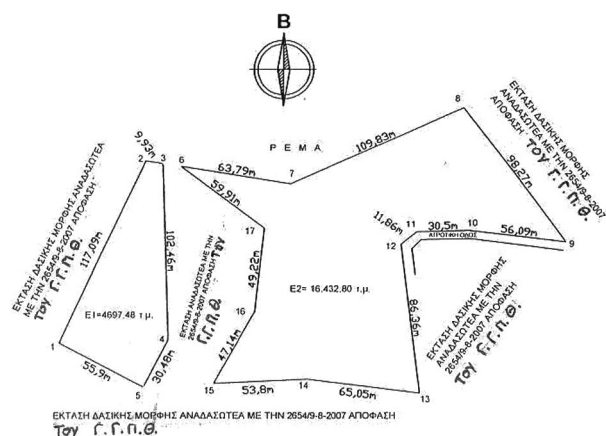 Β
ΡΕΜΑ
8
ΕΚΤΑΣΗ ΔΑΣΙΚΗΣ ΜΟΡΦΗΣ
ΑΝΑΔΑΣΩΤΕΑ ΜΕ ΤΗΝ 2654/9-8-2007
ΑΠΟΦΑΣΗ ΤΟΥ Γ.Γ.Π.Θ.
109,83m
98,27m
9,93m
2
3
6
63,79m
7
59,91m
ΕΚΤΑΣΗ ΔΑΣΙΚΗΣ ΜΟΡΦΗΣ ΑΝΑΔΑΣΩΤΕΑ
ΜΕ ΤΗΝ 2654/9-8-2007 ΑΠΟΦΑΣΗ
ΤΟΥ Γ.Γ.Π.Θ.
117,09m
102,46m
17
11,86m
11
30,5m
10
56,09m
9
ΑΓΡΟΤΙΚΗ ΟΔΟΣ
12
49,22m
ΕΚΤΑΣΗ ΑΝΑΔΑΣΩΤΕΑ ΜΕ ΤΗΝ
2654/9-8-2007 ΑΠΟΦΑΣΗ ΤΟΥ
Γ.Γ.Π.Θ.
Ε1=4697,48 τ.μ.
Ε2= 16.432,80 τ.μ.
16
86,36m
ΕΚΤΑΣΗ ΔΑΣΙΚΗΣ ΜΟΡΦΗΣ
ΑΝΑΔΑΣΩΤΕΑ ΜΕ ΤΗΝ
2654/9-8-2007 ΑΠΟΦΑΣΗ
ΤΟΥ Γ.Γ.Π.Θ.
1
4
47,14m
55,9m
30,48m
5
15
53,8m
14
65,05m
13
ΕΚΤΑΣΗ ΔΑΣΙΚΗΣ ΜΟΡΦΗΣ ΑΝΑΔΑΣΩΤΕΑ ΜΕ ΤΗΝ 2654/9-8-2007 ΑΠΟΦΑΣΗ
ΤΟΥ Γ.Γ.Π.Θ.